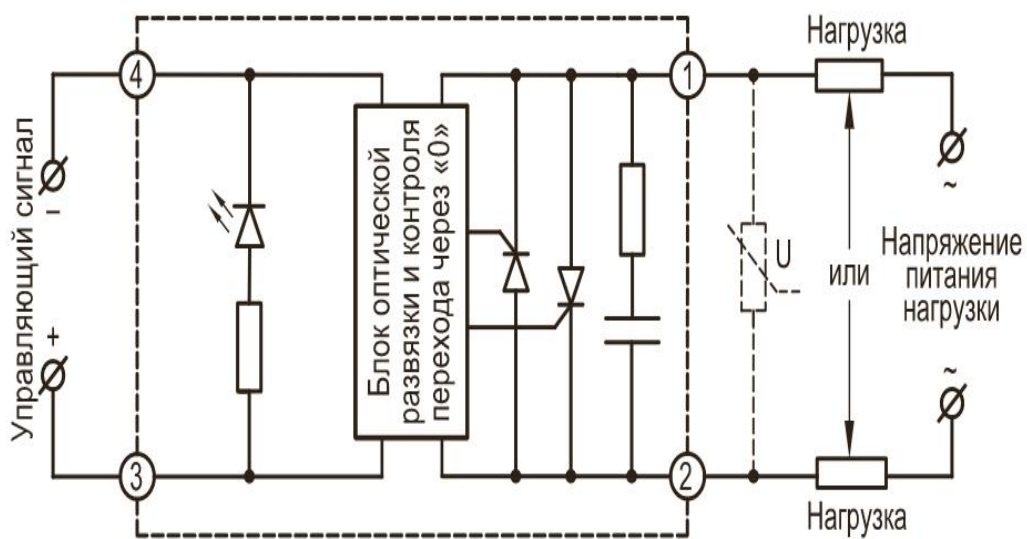 Нагрузка
4
1
Управляющий сигнал
–
+
Блок оптической
развязки и контроля
перехода через «0»
U
или
~
Напряжение
питания
нагрузки
~
3
2
Нагрузка